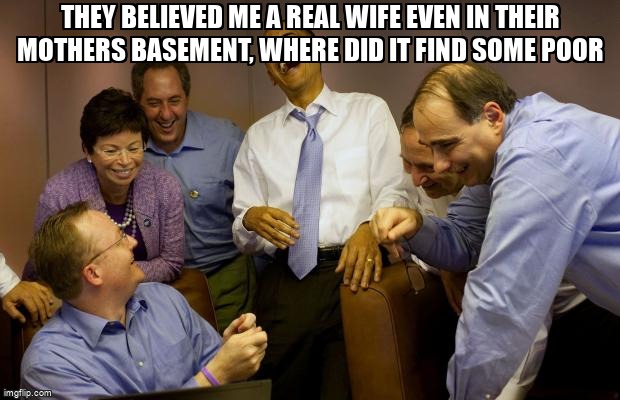 THEY BELIEVED ME A REAL WIFE EVEN IN THEIR
MOTHERS BASEMENT, WHERE DID IT FIND SOME POOR
imgflip.com